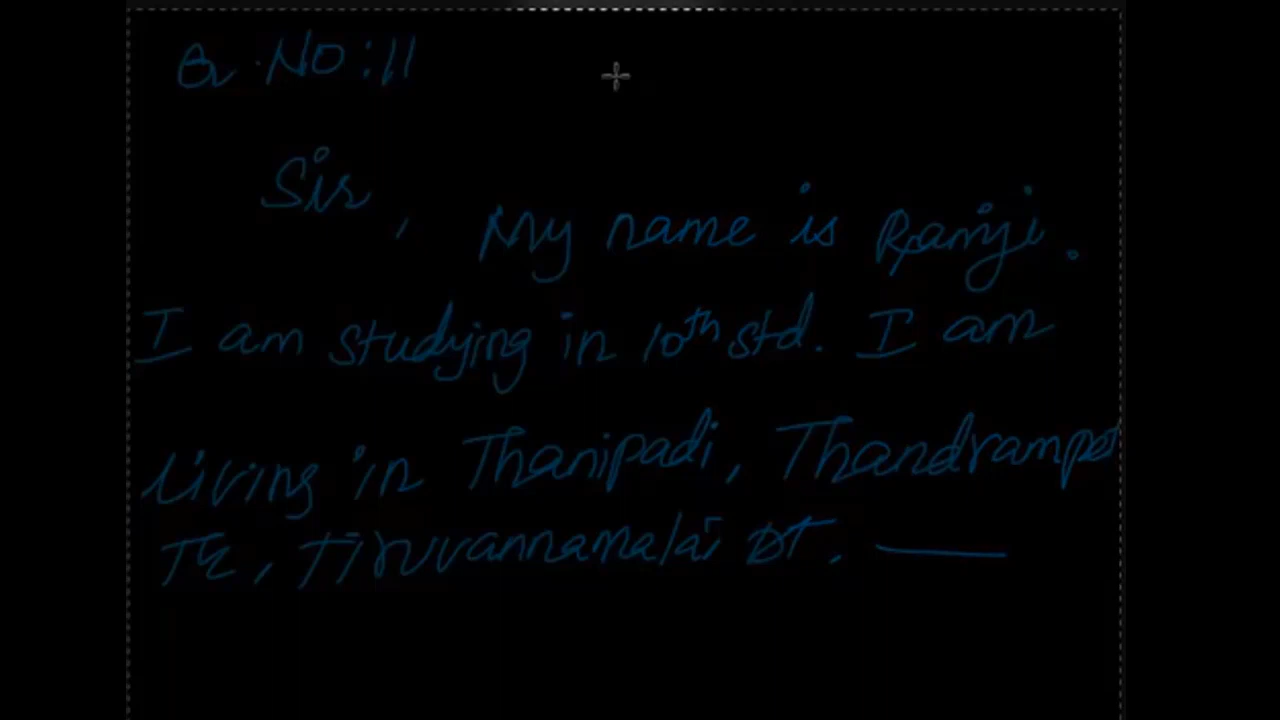 Q. No : 11
Sir, My name is Ramji.
I am studying in 10th std. I am
living in Thanipadi, Thandrampet
Tk, Tiruvannamalai DT. —